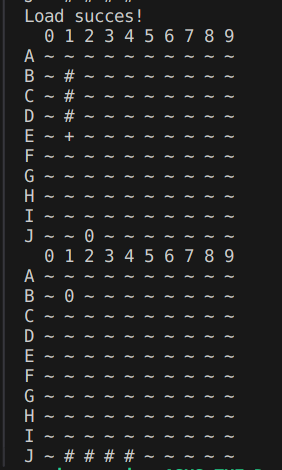 Load succes!
  0 1 2 3 4 5 6 7 8 9
A ~ ~ ~ ~ ~ ~ ~ ~ ~ ~
B ~ # ~ ~ ~ ~ ~ ~ ~ ~
C ~ # ~ ~ ~ ~ ~ ~ ~ ~
D ~ # ~ ~ ~ ~ ~ ~ ~ ~
E ~ + ~ ~ ~ ~ ~ ~ ~ ~
F ~ ~ ~ ~ ~ ~ ~ ~ ~ ~
G ~ ~ ~ ~ ~ ~ ~ ~ ~ ~
H ~ ~ ~ ~ ~ ~ ~ ~ ~ ~
I ~ ~ ~ ~ ~ ~ ~ ~ ~ ~
J ~ ~ 0 ~ ~ ~ ~ ~ ~ ~
  0 1 2 3 4 5 6 7 8 9
A ~ ~ ~ ~ ~ ~ ~ ~ ~ ~
B ~ 0 ~ ~ ~ ~ ~ ~ ~ ~
C ~ ~ ~ ~ ~ ~ ~ ~ ~ ~
D ~ ~ ~ ~ ~ ~ ~ ~ ~ ~
E ~ ~ ~ ~ ~ ~ ~ ~ ~ ~
F ~ ~ ~ ~ ~ ~ ~ ~ ~ ~
G ~ ~ ~ ~ ~ ~ ~ ~ ~ ~
H ~ ~ ~ ~ ~ ~ ~ ~ ~ ~
I ~ ~ ~ ~ ~ ~ ~ ~ ~ ~
J ~ # # # # ~ ~ ~ ~ ~